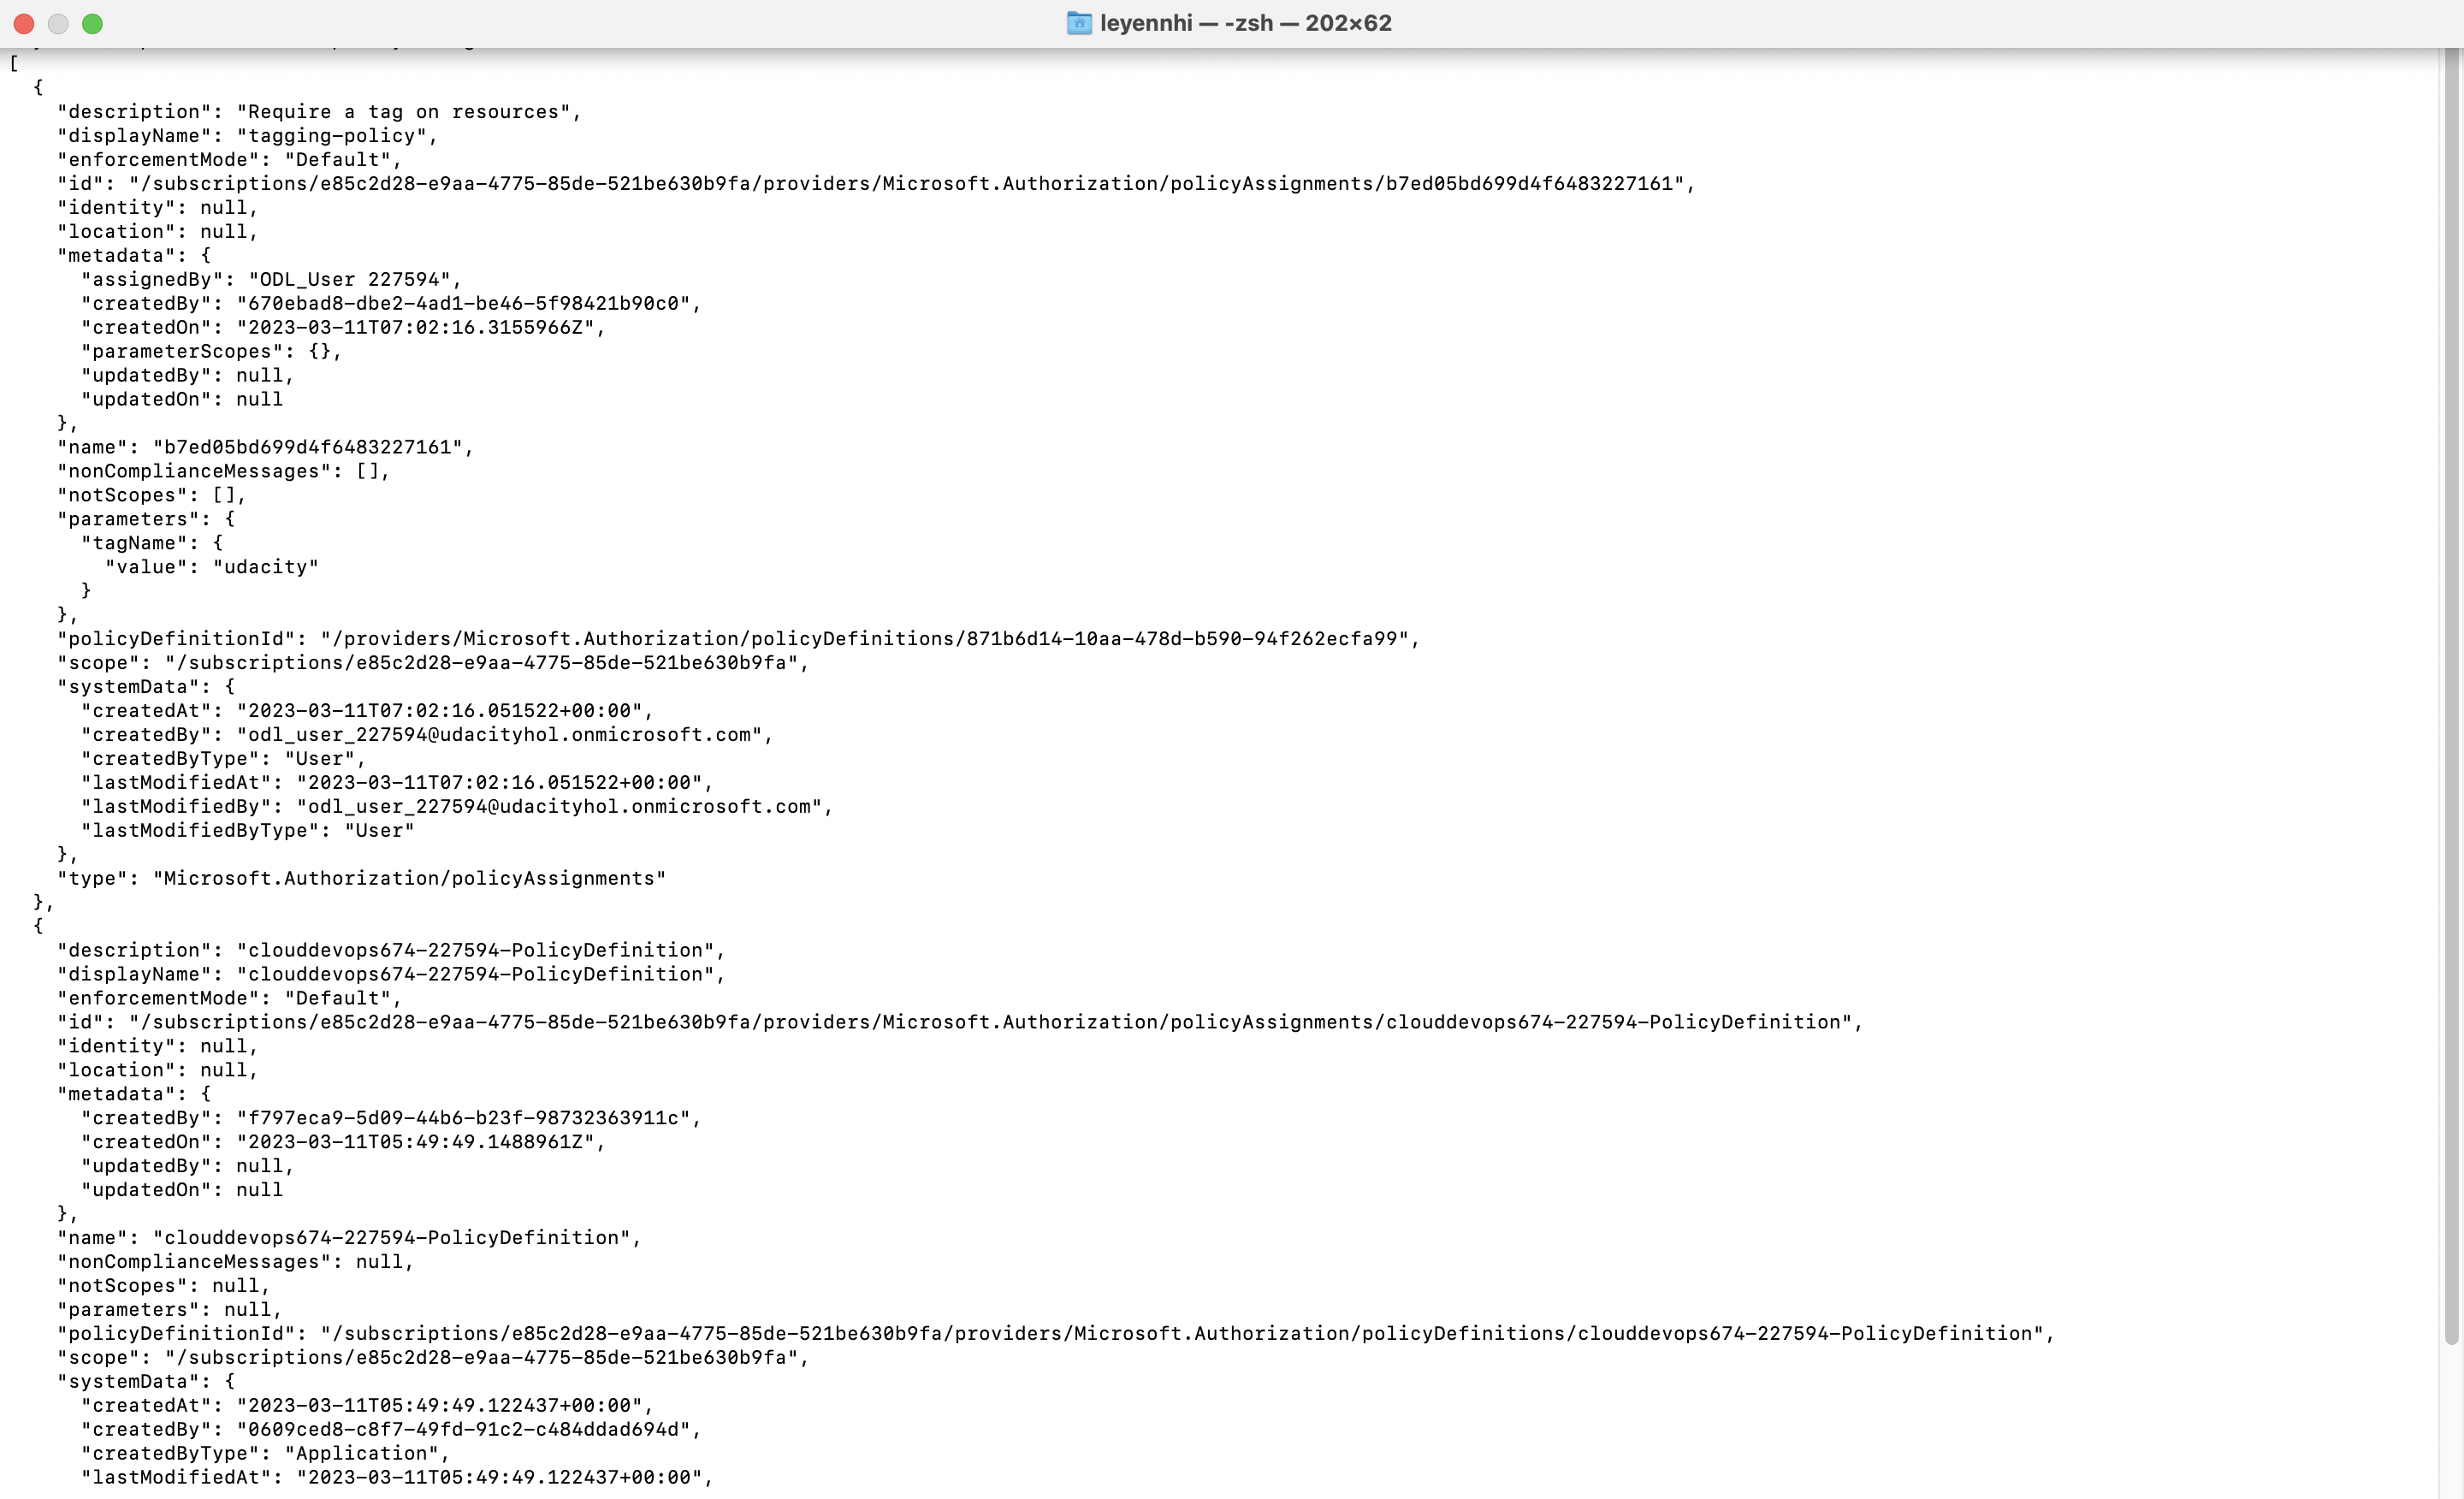 leyennhi — -zsh — 202×62
[
  {
    "description": "Require a tag on resources",
    "displayName": "tagging-policy",
    "enforcementMode": "Default",
    "id": "/subscriptions/e85c2d28-e9aa-4775-85de-521be630b9fa/providers/Microsoft.Authorization/policyAssignments/b7ed05bd699d4f6483227161",
    "identity": null,
    "location": null,
    "metadata": {
      "assignedBy": "ODL_User 227594",
      "createdBy": "670ebad8-dbe2-4ad1-be46-5f98421b90c0",
      "createdOn": "2023-03-11T07:02:16.3155966Z",
      "parameterScopes": {},
      "updatedBy": null,
      "updatedOn": null
    },
    "name": "b7ed05bd699d4f6483227161",
    "nonComplianceMessages": [],
    "notScopes": [],
    "parameters": {
      "tagName": {
        "value": "udacity"
      }
    },
    "policyDefinitionId": "/providers/Microsoft.Authorization/policyDefinitions/871b6d14-10aa-478d-b590-94f262ecfa99",
    "scope": "/subscriptions/e85c2d28-e9aa-4775-85de-521be630b9fa",
    "systemData": {
      "createdAt": "2023-03-11T07:02:16.051522+00:00",
      "createdBy": "odl_user_227594@udacityhol.onmicrosoft.com",
      "createdByType": "User",
      "lastModifiedAt": "2023-03-11T07:02:16.051522+00:00",
      "lastModifiedBy": "odl_user_227594@udacityhol.onmicrosoft.com",
      "lastModifiedByType": "User"
    },
    "type": "Microsoft.Authorization/policyAssignments"
  },
  {
    "description": "clouddevops674-227594-PolicyDefinition",
    "displayName": "clouddevops674-227594-PolicyDefinition",
    "enforcementMode": "Default",
    "id": "/subscriptions/e85c2d28-e9aa-4775-85de-521be630b9fa/providers/Microsoft.Authorization/policyAssignments/clouddevops674-227594-PolicyDefinition",
    "identity": null,
    "location": null,
    "metadata": {
      "createdBy": "f797eca9-5d09-44b6-b23f-98732363911c",
      "createdOn": "2023-03-11T05:49:49.1488961Z",
      "updatedBy": null,
      "updatedOn": null
    },
    "name": "clouddevops674-227594-PolicyDefinition",
    "nonComplianceMessages": null,
    "notScopes": null,
    "parameters": null,
    "policyDefinitionId": "/subscriptions/e85c2d28-e9aa-4775-85de-521be630b9fa/providers/Microsoft.Authorization/policyDefinitions/clouddevops674-227594-PolicyDefinition",
    "scope": "/subscriptions/e85c2d28-e9aa-4775-85de-521be630b9fa",
    "systemData": {
      "createdAt": "2023-03-11T05:49:49.122437+00:00",
      "createdBy": "0609ced8-c8f7-49fd-91c2-c484ddad694d",
      "createdByType": "Application",
      "lastModifiedAt": "2023-03-11T05:49:49.122437+00:00",